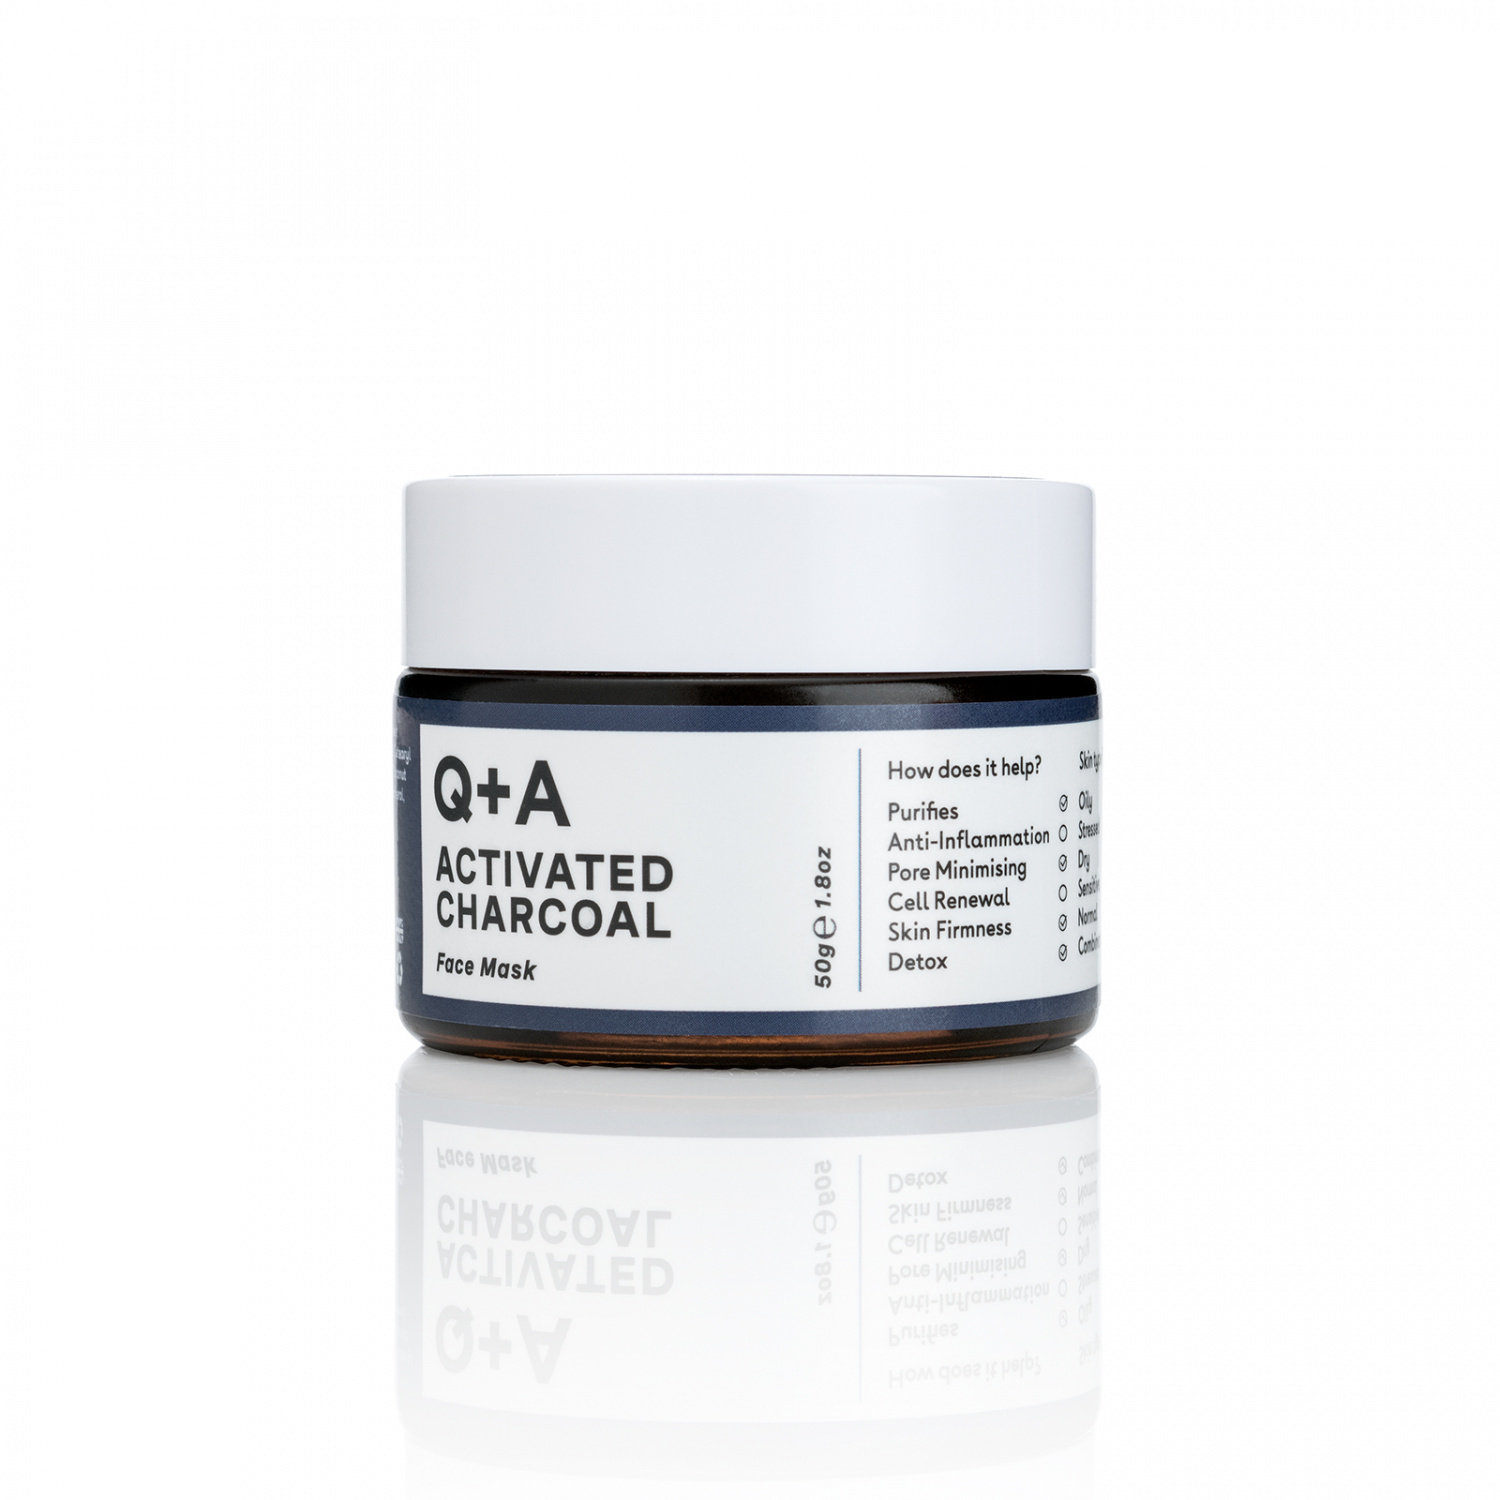 Q+A
ACTIVATED
CHARCOAL
Face Mask
50g e 1.8oz
How does it help?
Purifies
Anti-Inflammation
Pore Minimising
Cell Renewal
Skin Firmness
Detox
Skin
Oily
Dry